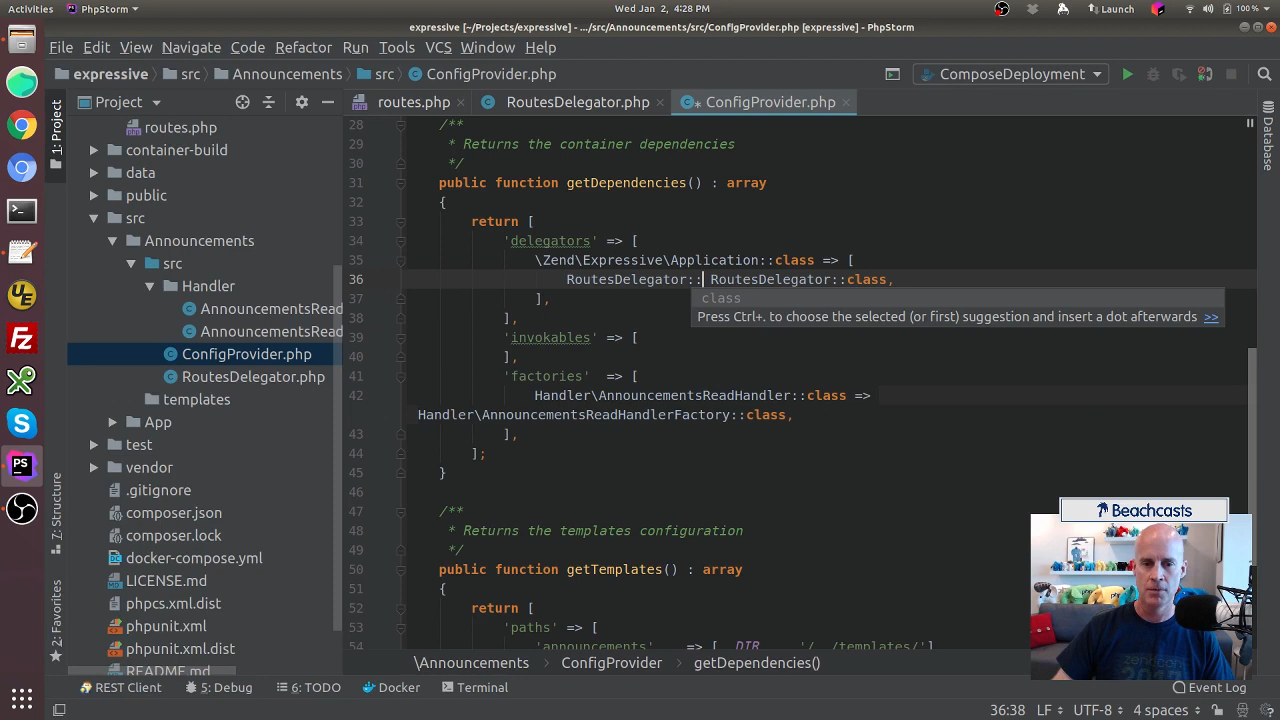 Activities PhpStorm Wed Jan 2, 4:28 PM Launch 100 %
expressive [~/Projects/expressive] - .../src/Announcements/src/ConfigProvider.php [expressive] - PhpStorm
File Edit View Navigate Code Refactor Run Tools VCS Window Help
expressive src Announcements src ConfigProvider.php ComposeDeployment
1: Project
7: Structure
2: Favorites
Database
Project
routes.php
container-build
data
public
src
Announcements
src
Handler
AnnouncementsRead
AnnouncementsRead
ConfigProvider.php
RoutesDelegator.php
templates
App
test
vendor
.gitignore
composer.json
composer.lock
docker-compose.yml
LICENSE.md
phpcs.xml.dist
phpunit.xml
phpunit.xml.dist
README.md
routes.php RoutesDelegator.php ConfigProvider.php
28 /**
29 * Returns the container dependencies
30 */
31 public function getDependencies() : array
32 {
33 return [
34 'delegators' => [
35 \Zend\Expressive\Application::class => [
36 RoutesDelegator:: RoutesDelegator::class,
class
Press Ctrl+. to choose the selected (or first) suggestion and insert a dot afterwards >>
37 ],
38 ],
39 'invokables' => [
40 ],
41 'factories' => [
42 Handler\AnnouncementsReadHandler::class =>
Handler\AnnouncementsReadHandlerFactory::class,
43 ],
44 ];
45 }
46
47 /**
48 * Returns the templates configuration
49 */
50 public function getTemplates() : array
51 {
52 return [
53 'paths' => [
54 'announcements' => [__DIR__ . '/../templates/']
Beachcasts
\Announcements ConfigProvider getDependencies()
REST Client 5: Debug 6: TODO Docker Terminal Event Log
36:38 LF UTF-8 4 spaces